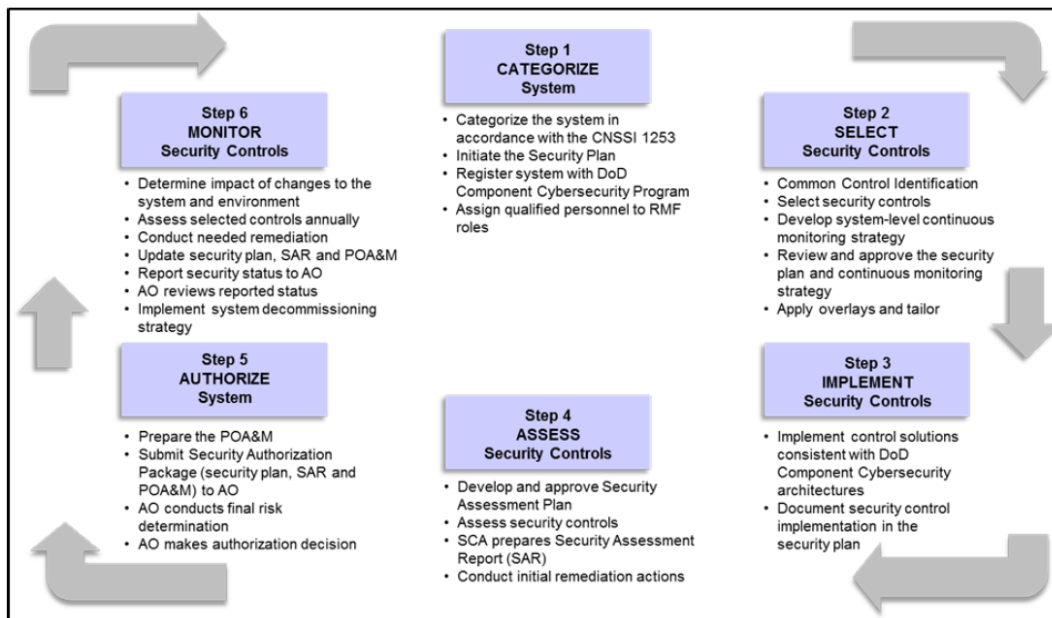 Step 1
CATEGORIZE
System
• Categorize the system in
accordance with the CNSSI 1253
• Initiate the Security Plan
• Register system with DoD
Component Cybersecurity Program
• Assign qualified personnel to RMF
roles
Step 2
SELECT
Security Controls
• Common Control Identification
• Select security controls
• Develop system-level continuous
monitoring strategy
• Review and approve the security
plan and continuous monitoring
strategy
• Apply overlays and tailor
Step 3
IMPLEMENT
Security Controls
• Implement control solutions
consistent with DoD
Component Cybersecurity
architectures
• Document security control
implementation in the
security plan
Step 4
ASSESS
Security Controls
• Develop and approve Security
Assessment Plan
• Assess security controls
• SCA prepares Security Assessment
Report (SAR)
• Conduct initial remediation actions
Step 5
AUTHORIZE
System
• Prepare the POA&M
• Submit Security Authorization
Package (security plan, SAR and
POA&M) to AO
• AO conducts final risk
determination
• AO makes authorization decision
Step 6
MONITOR
Security Controls
• Determine impact of changes to the
system and environment
• Assess selected controls annually
• Conduct needed remediation
• Update security plan, SAR and POA&M
• Report security status to AO
• AO reviews reported status
• Implement system decommissioning
strategy